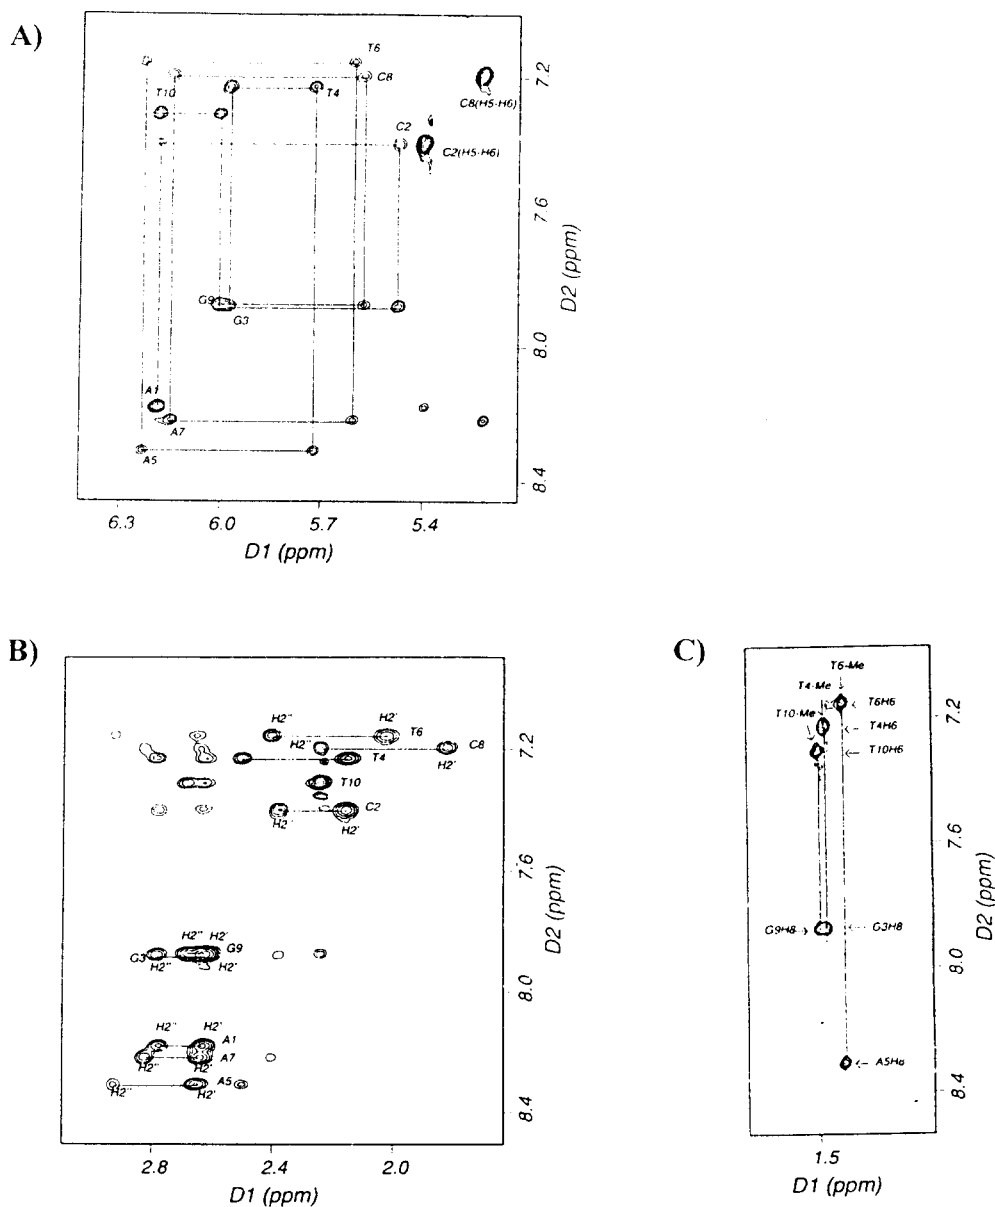 A)
T6
C8
T10
T4
C8(H5-H6)
C2
C2(H5-H6)
G9
G3
A1
A7
A5
7.2
7.6
8.0
8.4
D2 (ppm)
6.3 6.0 5.7 5.4
D1 (ppm)
B)
H2'' H2' T6
H2'' C8
H2'
T4
T10
C2
H2'' H2'
H2'' H2' G9
G3 H2'' H2'
H2'' H2' A1
A7
H2'' H2'
A5
H2'' H2'
7.2
7.6
8.0
8.4
D2 (ppm)
2.8 2.4 2.0
D1 (ppm)
C)
T6-Me
T4-Me
T10-Me
T6H6
T4H6
T10H6
G9H8 G3H8
A5H8
7.2
7.6
8.0
8.4
D2 (ppm)
1.5
D1 (ppm)